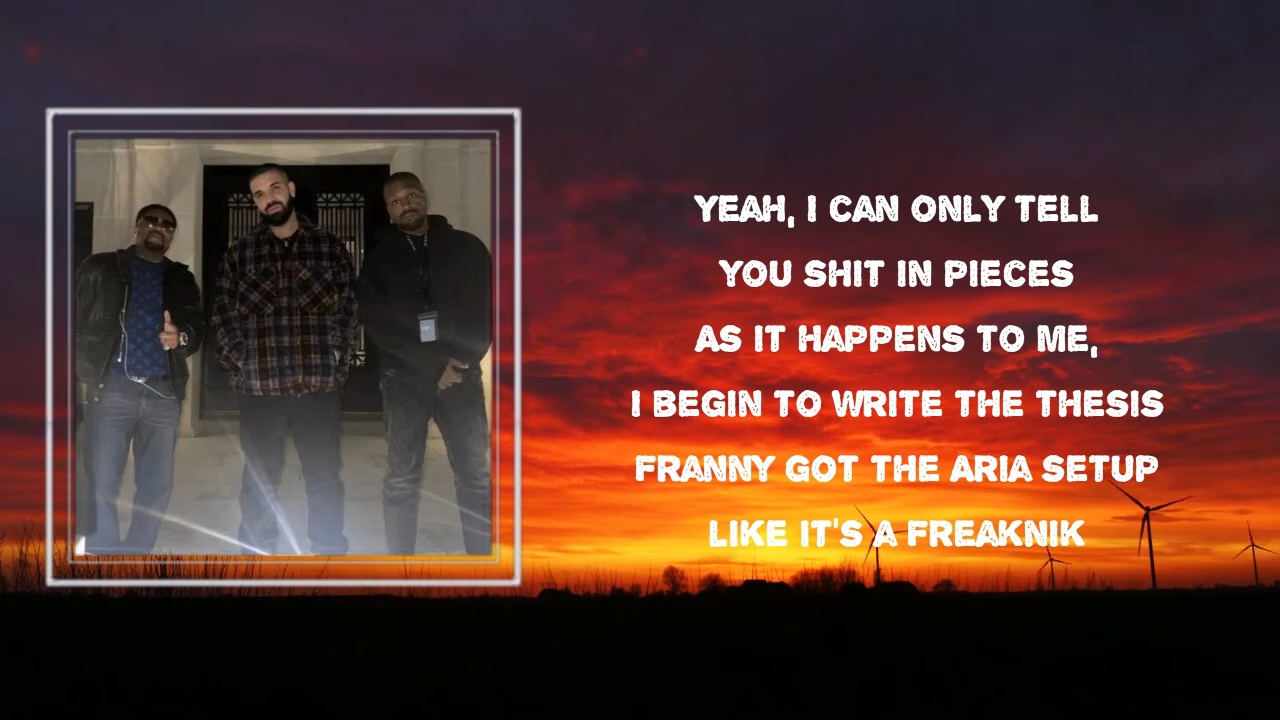 YEAH, I CAN ONLY TELL
YOU SHIT IN PIECES
AS IT HAPPENS TO ME,
I BEGIN TO WRITE THE THESIS
FRANNY GOT THE ARIA SETUP
LIKE IT'S A FREAKNIK